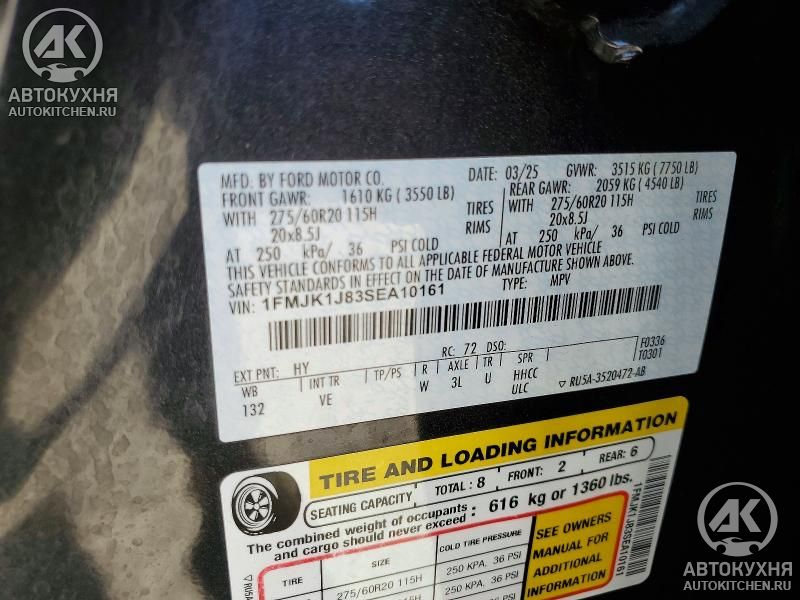 АК
АВТОКУХНЯ
AUTOKITCHEN.RU
MFD. BY FORD MOTOR CO.
DATE: 03/25 GVWR: 3515 KG ( 7750 LB)
FRONT GAWR: 1610 KG ( 3550 LB)
REAR GAWR: 2059 KG ( 4540 LB)
WITH 275/60R20 115H TIRES
WITH 275/60R20 115H TIRES
20x8.5J RIMS
20x8.5J RIMS
AT 250 kPa/ 36 PSI COLD
AT 250 kPa/ 36 PSI COLD
THIS VEHICLE CONFORMS TO ALL APPLICABLE FEDERAL MOTOR VEHICLE
SAFETY STANDARDS IN EFFECT ON THE DATE OF MANUFACTURE SHOWN ABOVE.
VIN: 1FMJK1J83SEA10161
TYPE: MPV
EXT PNT: HY RC: 72 DSO: F0336
T0301
WB INT TR TP/PS R AXLE TR SPR
132 VE W 3L U HHCC
ULC
▽ RU5A-3520472-AB
TIRE AND LOADING INFORMATION
SEATING CAPACITY TOTAL : 8 FRONT: 2 REAR: 6
The combined weight of occupants
and cargo should never exceed : 616 kg or 1360 lbs.
TIRE SIZE COLD TIRE PRESSURE
275/60R20 115H 250 KPA, 36 PSI
250 KPA, 36 PSI
SEE OWNERS
MANUAL FOR
ADDITIONAL
INFORMATION
1FMJK1J83SEA10161
▽ RU5A
АК
АВТОКУХНЯ
AUTOKITCHEN.RU